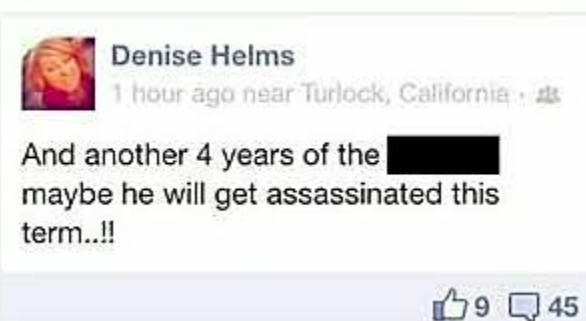 Denise Helms
1 hour ago near Turlock, California ·
And another 4 years of the
maybe he will get assassinated this
term..!!
9 45